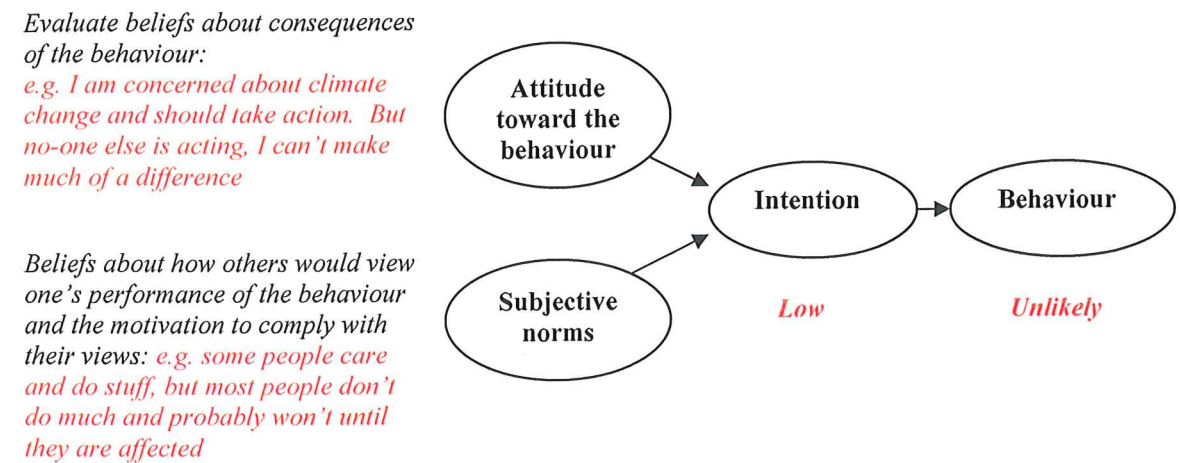 Evaluate beliefs about consequences
of the behaviour:
e.g. I am concerned about climate
change and should take action.  But
no-one else is acting, I can't make
much of a difference
Attitude
toward the
behaviour
Intention
Behaviour
Beliefs about how others would view
one's performance of the behaviour
and the motivation to comply with
their views: e.g. some people care
and do stuff, but most people don't
do much and probably won't until
they are affected
Subjective
norms
Low
Unlikely